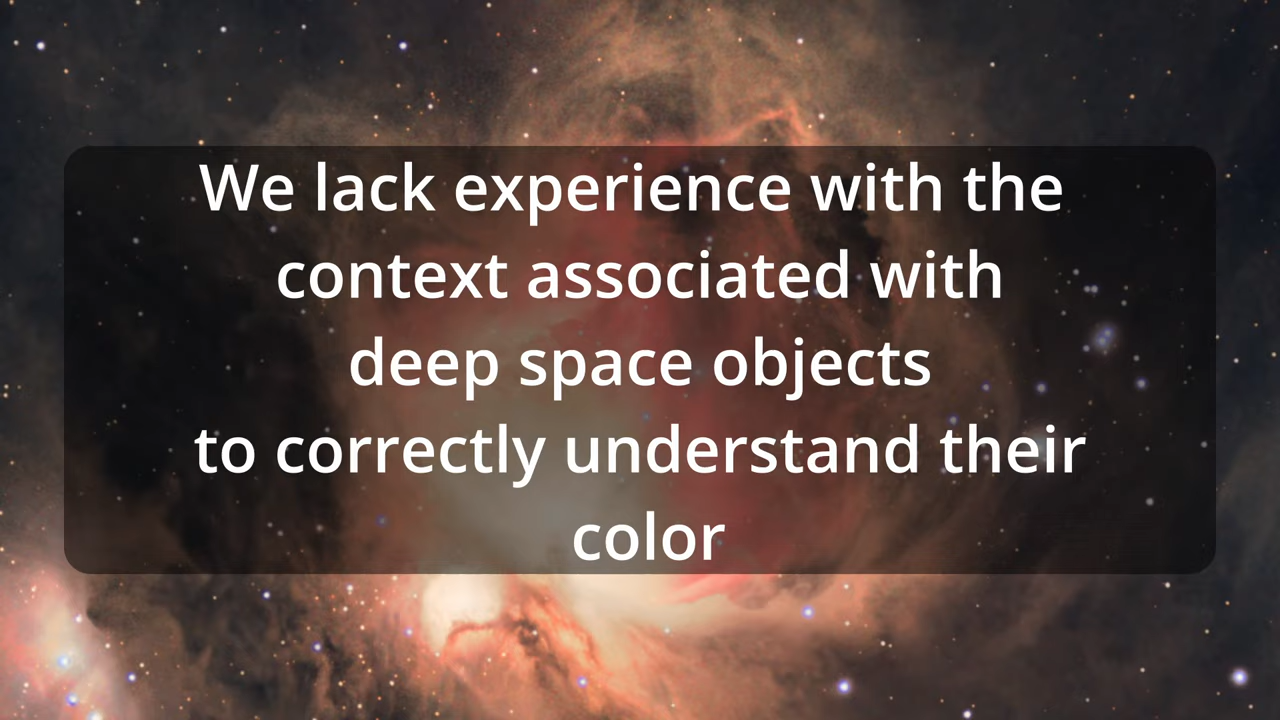 We lack experience with the
context associated with
deep space objects
to correctly understand their
color